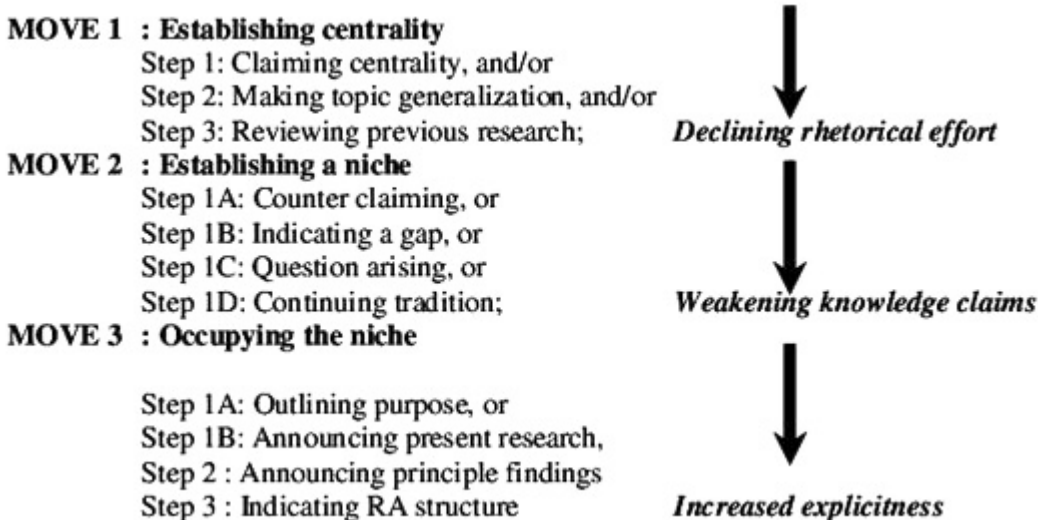 MOVE 1 : Establishing centrality
Step 1: Claiming centrality, and/or
Step 2: Making topic generalization, and/or
Step 3: Reviewing previous research; Declining rhetorical effort
MOVE 2 : Establishing a niche
Step 1A: Counter claiming, or
Step 1B: Indicating a gap, or
Step 1C: Question arising, or
Step 1D: Continuing tradition; Weakening knowledge claims
MOVE 3 : Occupying the niche
Step 1A: Outlining purpose, or
Step 1B: Announcing present research,
Step 2 : Announcing principle findings
Step 3 : Indicating RA structure Increased explicitness